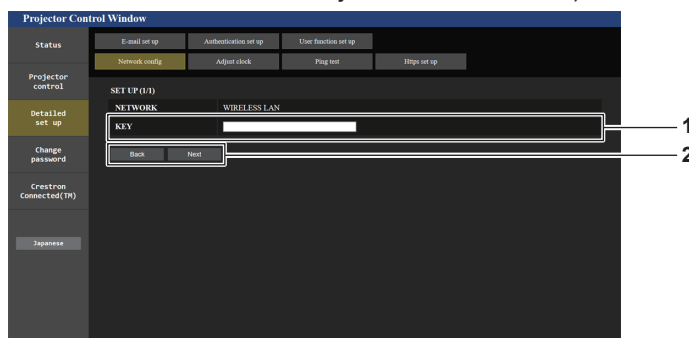 Projector Control Window
Status
E-mail set up Authentication set up User function set up
Network config Adjust clock Ping test Https set up
Projector
control
SET UP (1/1)
NETWORK WIRELESS LAN
Detailed
set up
KEY
1
Back Next
2
Change
password
Crestron
Connected(TM)
Japanese